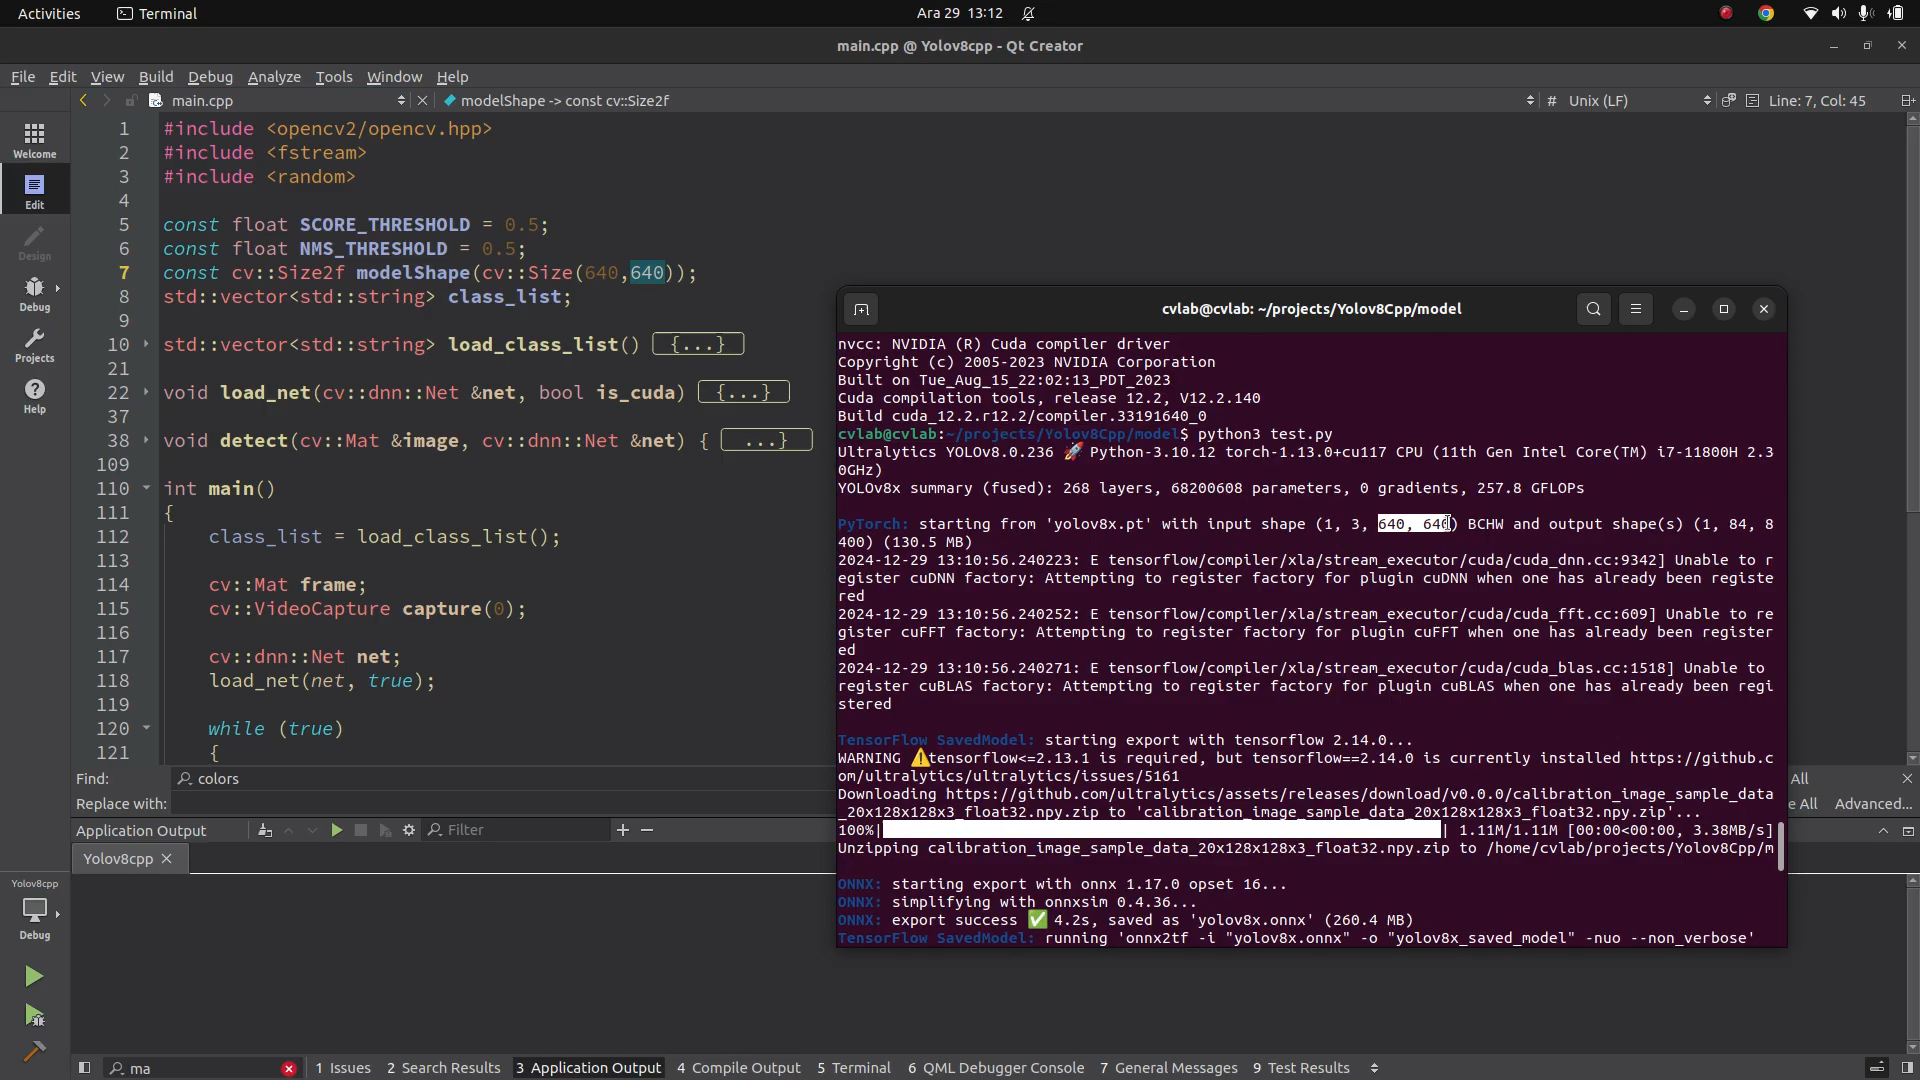 Activities
Terminal
Ara 29 13:12
main.cpp @ Yolov8cpp - Qt Creator
File Edit View Build Debug Analyze Tools Window Help
main.cpp
modelShape -> const cv::Size2f
# Unix (LF)
Line: 7, Col: 45
Welcome
Edit
Design
Debug
Projects
Help
1 #include <opencv2/opencv.hpp>
2 #include <fstream>
3 #include <random>
4
5 const float SCORE_THRESHOLD = 0.5;
6 const float NMS_THRESHOLD = 0.5;
7 const cv::Size2f modelShape(cv::Size(640,640));
8 std::vector<std::string> class_list;
9
10 std::vector<std::string> load_class_list() {...}
21
22 void load_net(cv::dnn::Net &net, bool is_cuda) {...}
37
38 void detect(cv::Mat &image, cv::dnn::Net &net) { ...}
109
110 int main()
111 {
112 class_list = load_class_list();
113
114 cv::Mat frame;
115 cv::VideoCapture capture(0);
116
117 cv::dnn::Net net;
118 load_net(net, true);
119
120 while (true)
121 {
cvlab@cvlab: ~/projects/Yolov8Cpp/model
nvcc: NVIDIA (R) Cuda compiler driver
Copyright (c) 2005-2023 NVIDIA Corporation
Built on Tue_Aug_15_22:02:13_PDT_2023
Cuda compilation tools, release 12.2, V12.2.140
Build cuda_12.2.r12.2/compiler.33191640_0
cvlab@cvlab:~/projects/Yolov8Cpp/model$ python3 test.py
Ultralytics YOLOv8.0.236 🚀 Python-3.10.12 torch-1.13.0+cu117 CPU (11th Gen Intel Core(TM) i7-11800H 2.3
0GHz)
YOLOv8x summary (fused): 268 layers, 68200608 parameters, 0 gradients, 257.8 GFLOPs
PyTorch: starting from 'yolov8x.pt' with input shape (1, 3, 640, 640) BCHW and output shape(s) (1, 84, 8
400) (130.5 MB)
2024-12-29 13:10:56.240223: E tensorflow/compiler/xla/stream_executor/cuda/cuda_dnn.cc:9342] Unable to r
egister cuDNN factory: Attempting to register factory for plugin cuDNN when one has already been registe
red
2024-12-29 13:10:56.240252: E tensorflow/compiler/xla/stream_executor/cuda/cuda_fft.cc:609] Unable to re
gister cuFFT factory: Attempting to register factory for plugin cuFFT when one has already been register
ed
2024-12-29 13:10:56.240271: E tensorflow/compiler/xla/stream_executor/cuda/cuda_blas.cc:1518] Unable to
register cuBLAS factory: Attempting to register factory for plugin cuBLAS when one has already been regi
stered
TensorFlow SavedModel: starting export with tensorflow 2.14.0...
WARNING ⚠️tensorflow<=2.13.1 is required, but tensorflow==2.14.0 is currently installed https://github.c
om/ultralytics/ultralytics/issues/5161
Downloading https://github.com/ultralytics/assets/releases/download/v0.0.0/calibration_image_sample_data
_20x128x128x3_float32.npy.zip to 'calibration_image_sample_data_20x128x128x3_float32.npy.zip'...
100%| | 1.11M/1.11M [00:00<00:00, 3.38MB/s]
Unzipping calibration_image_sample_data_20x128x128x3_float32.npy.zip to /home/cvlab/projects/Yolov8Cpp/m
ONNX: starting export with onnx 1.17.0 opset 16...
ONNX: simplifying with onnxsim 0.4.36...
ONNX: export success ✅ 4.2s, saved as 'yolov8x.onnx' (260.4 MB)
TensorFlow SavedModel: running 'onnx2tf -i "yolov8x.onnx" -o "yolov8x_saved_model" -nuo --non_verbose'
Find: colors
All
Replace with:
e All
Advanced...
Application Output
Filter
Yolov8cpp
Yolov8cpp
Debug
ma
1 Issues 2 Search Results 3 Application Output 4 Compile Output 5 Terminal 6 QML Debugger Console 7 General Messages 9 Test Results